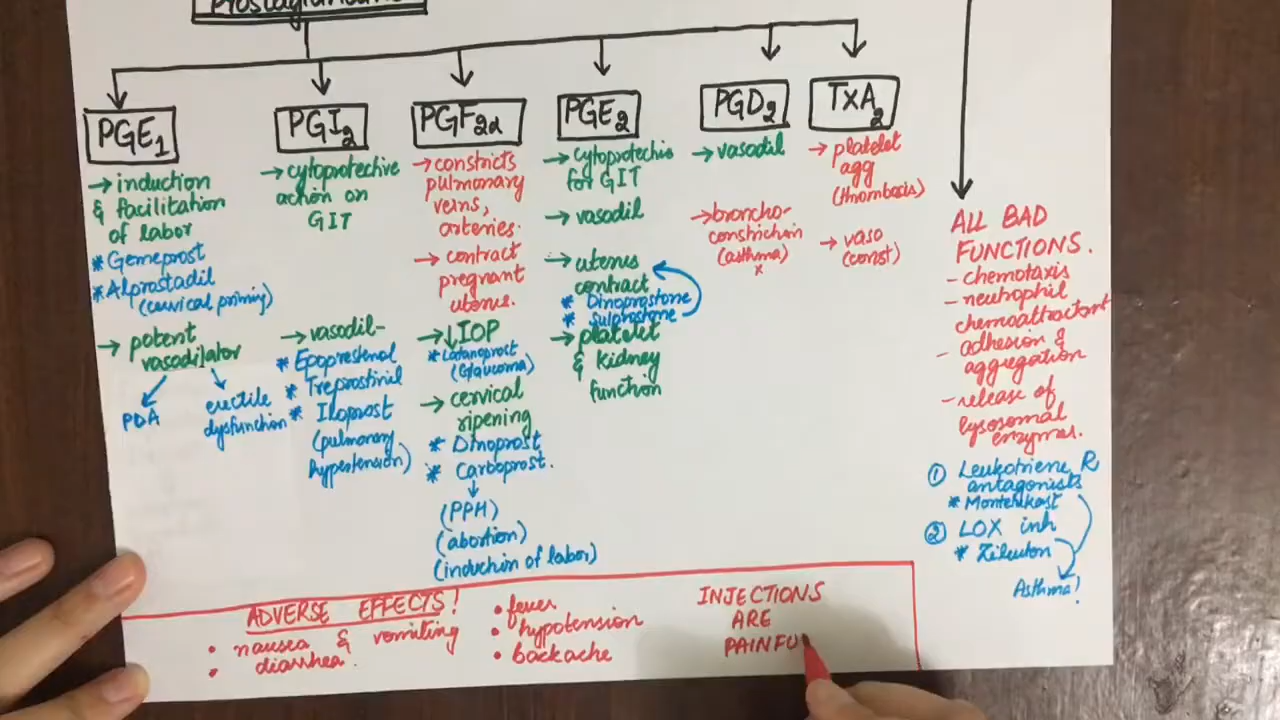 Prostaglandins
PGE1
→ induction
& facilitation
of labor
* Gemeprost
* Alprostadil
(cervical priming)
→ potent
vasodilator
PDA
erectile
dysfunction
PGI2
→ cytoprotective
action on
GIT
→ vasodil-
* Epoprestenol
* Treprostinil
* Iloprost
(pulmonary
hypertension)
PGF2α
→ constricts
pulmonary
veins,
arteries.
→ contract
pregnant
uterus.
→ ↓IOP
* Latanoprost
(Glaucoma)
→ cervical
ripening
* Dinoprost
* Carboprost.
↓
(PPH)
(abortion)
(induction of labor)
PGE2
→ cytoprotectio
for GIT
→ vasodil
→ uterus
contract
* Dinoprostone
* Sulprostone
→ platelet
& kidney
function
PGD2
→ vasodil
→ broncho-
constriction
(asthma)
x
TxA2
→ platelet
agg
(thrombosis)
→ vaso
(const)
ALL BAD
FUNCTIONS.
- chemotaxis
- neutrophil
chemoattractant
- adhesion &
aggregation
- release of
lysosomal
enzymes.
① Leukotriene R
antagonists
* Montelukast
② LOX inh
* Zileuton
Asthma!
ADVERSE EFFECTS!
• nausea & vomiting
• diarrhea.
• fever
• hypotension
• backache
INJECTIONS
ARE
PAINFU